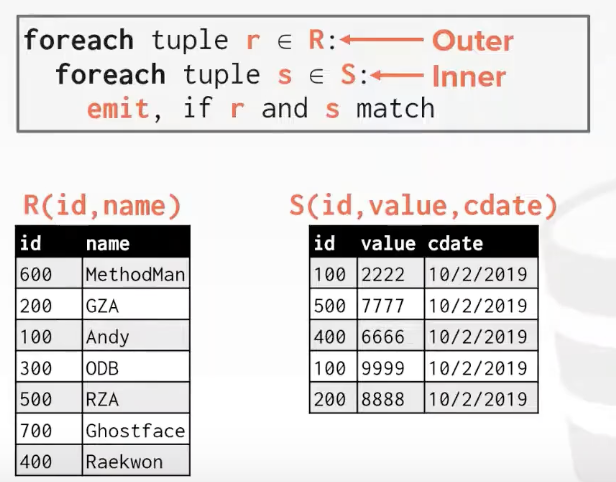 foreach tuple r ∈ R: Outer
foreach tuple s ∈ S: Inner
emit, if r and s match
R(id,name)
id name
600 MethodMan
200 GZA
100 Andy
300 ODB
500 RZA
700 Ghostface
400 Raekwon
S(id,value,cdate)
id value cdate
100 2222 10/2/2019
500 7777 10/2/2019
400 6666 10/2/2019
100 9999 10/2/2019
200 8888 10/2/2019